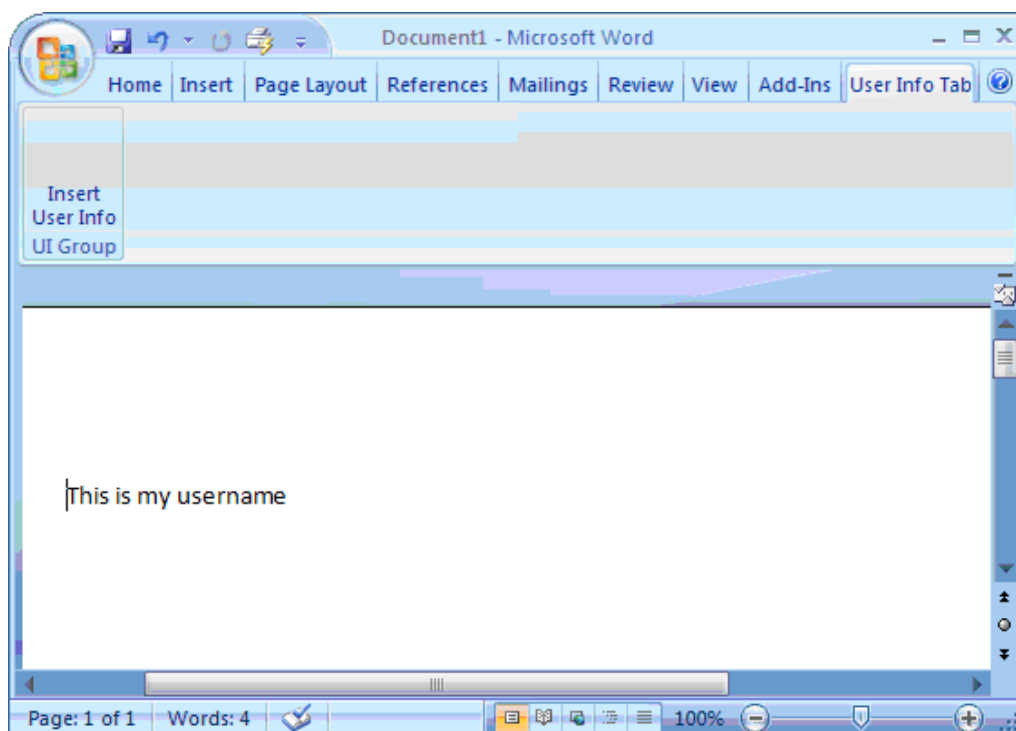 Document1 - Microsoft Word
Home Insert Page Layout References Mailings Review View Add-Ins User Info Tab
Insert
User Info
UI Group
This is my username
Page: 1 of 1 Words: 4 100%